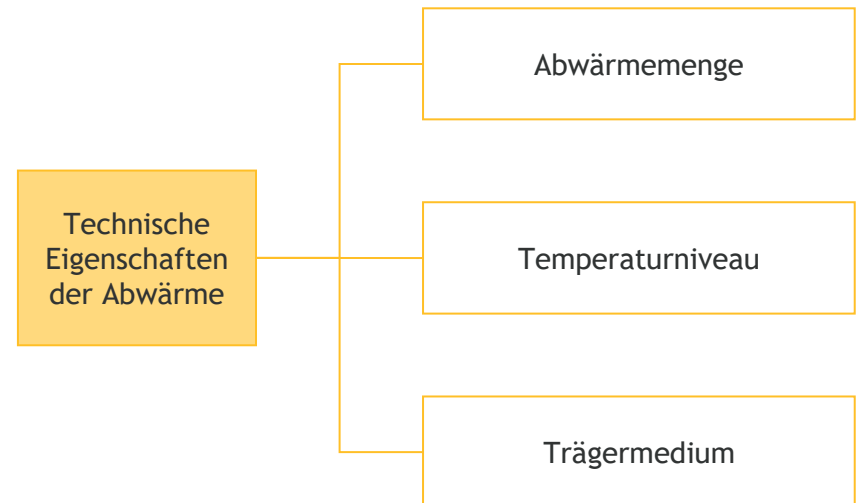 Abwärmemenge
Technische
Eigenschaften
der Abwärme
Temperaturniveau
Trägermedium